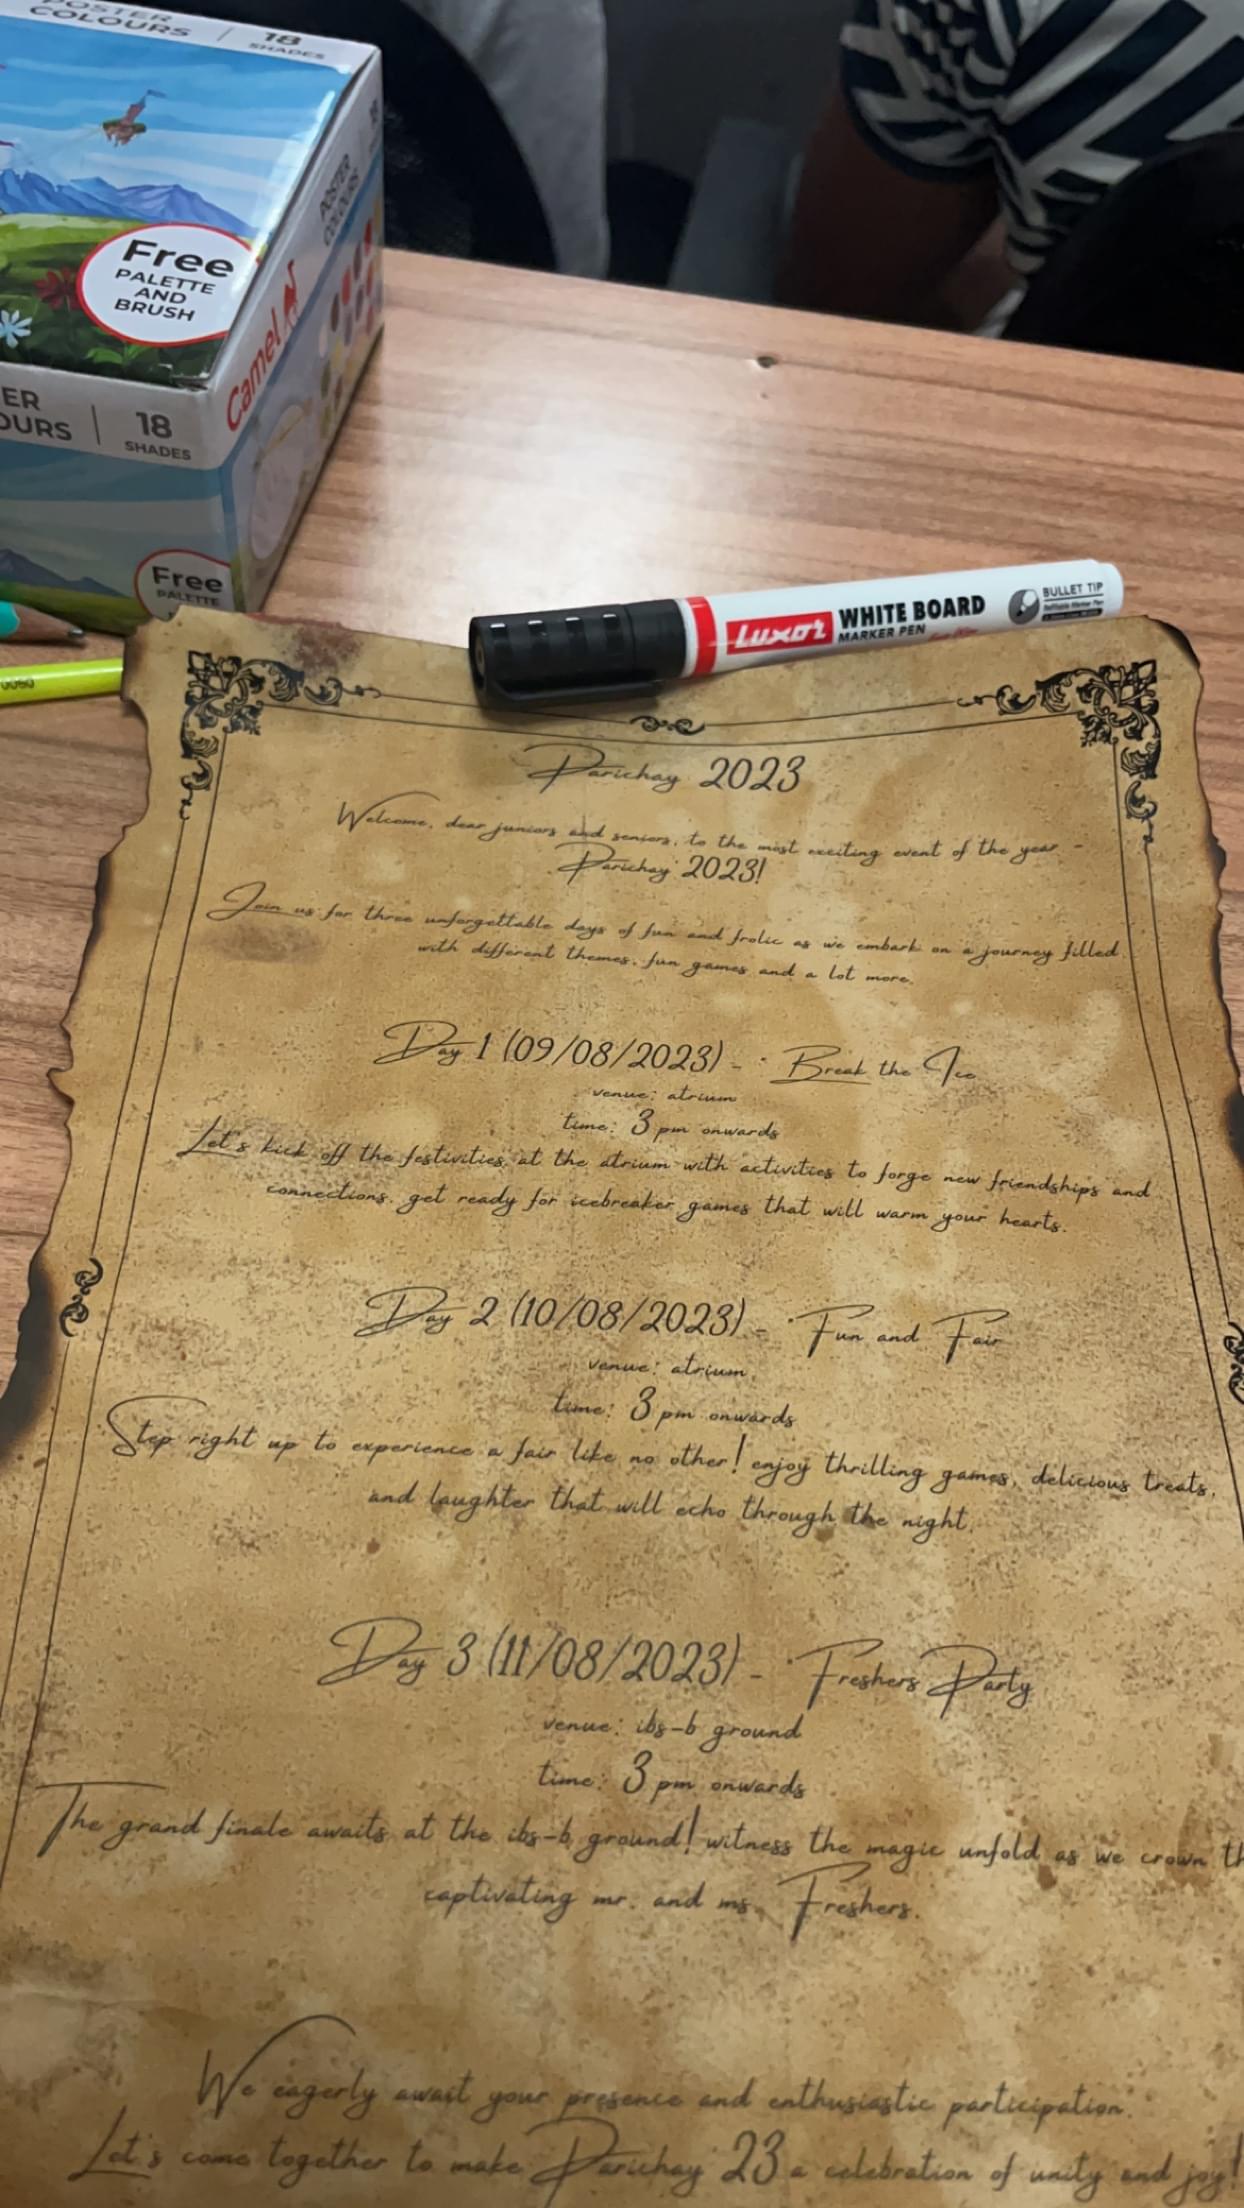 POSTER
COLOURS | 18
SHADES
POSTER
COLOURS
Free
PALETTE
AND
BRUSH
Camel
ER
OURS | 18
SHADES
Free
PALETTE
0090
Luxor WHITE BOARD
MARKER PEN
BULLET TIP
Parichay 2023
Welcome, dear juniors and seniors, to the most exciting event of the year -
Parichay 2023!
Join us for three unforgettable days of fun and frolic as we embark on a journey filled
with different themes, fun games and a lot more.
Day 1 (09/08/2023) - Break the Ice
venue: atrium
time: 3 pm onwards
Let's kick off the festivities at the atrium with activities to forge new friendships and
connections. get ready for icebreaker games that will warm your hearts.
Day 2 (10/08/2023) - Fun and Fair
venue: atrium
time: 3 pm onwards
Step right up to experience a fair like no other! enjoy thrilling games, delicious treats,
and laughter that will echo through the night.
Day 3 (11/08/2023) - Freshers Party
venue: ibs-b ground
time: 3 pm onwards
The grand finale awaits at the ibs-b ground! witness the magic unfold as we crown th
captivating mr. and ms. Freshers.
We eagerly await your presence and enthusiastic participation.
Let's come together to make Parichay 23 a celebration of unity and joy!